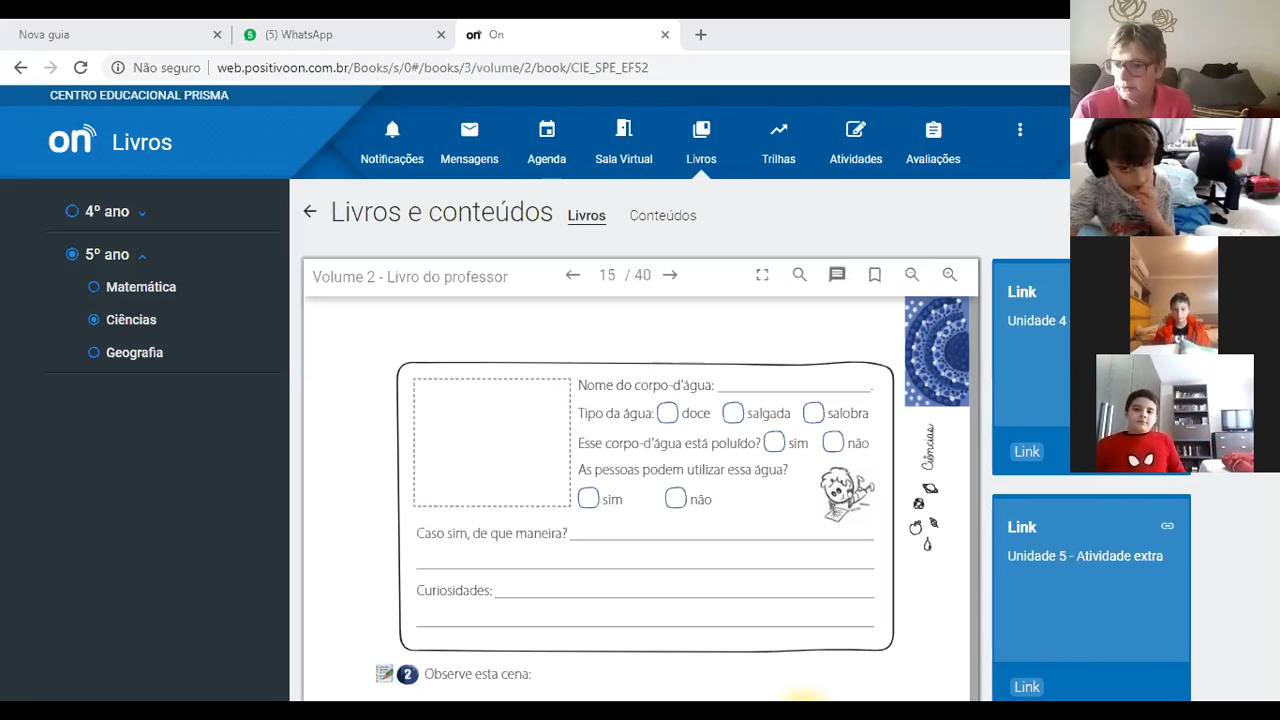 Nova guia
(5) WhatsApp
on On
Não seguro web.positivoon.com.br/Books/s/0#/books/3/volume/2/book/CIE_SPE_EF52
CENTRO EDUCACIONAL PRISMA
on Livros
Notificações Mensagens Agenda Sala Virtual Livros Trilhas Atividades Avaliações
4º ano
5º ano
Matemática
Ciências
Geografia
Livros e conteúdos Livros Conteúdos
Volume 2 - Livro do professor 15 / 40
Nome do corpo-d'água: _______________.
Tipo da água: doce salgada salobra
Esse corpo-d'água está poluído? sim não
As pessoas podem utilizar essa água?
sim não
Caso sim, de que maneira?
Curiosidades:
2 Observe esta cena:
Ciências
Link
Unidade 4 -
Link
Link
Unidade 5 - Atividade extra
Link